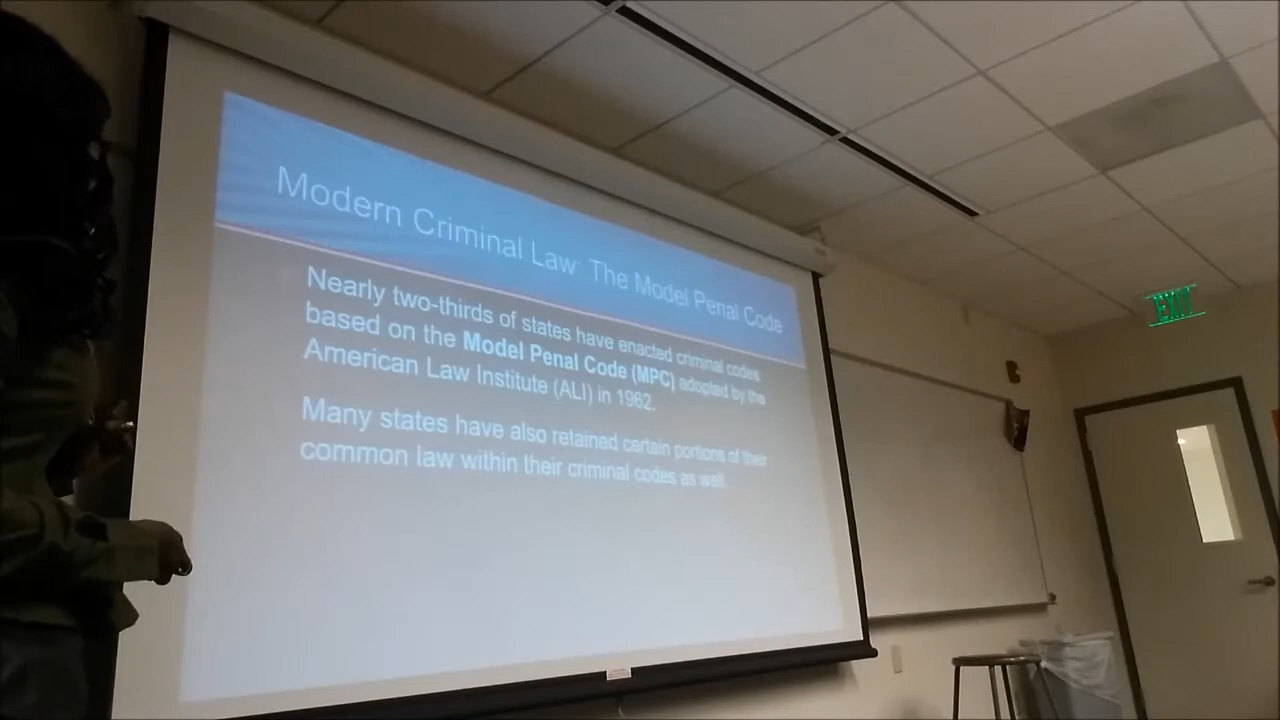 Modern Criminal Law: The Model Penal Code
Nearly two-thirds of states have enacted criminal codes
based on the Model Penal Code (MPC) adopted by the
American Law Institute (ALI) in 1962.
Many states have also retained certain portions of their
common law within their criminal codes as well.
EXIT